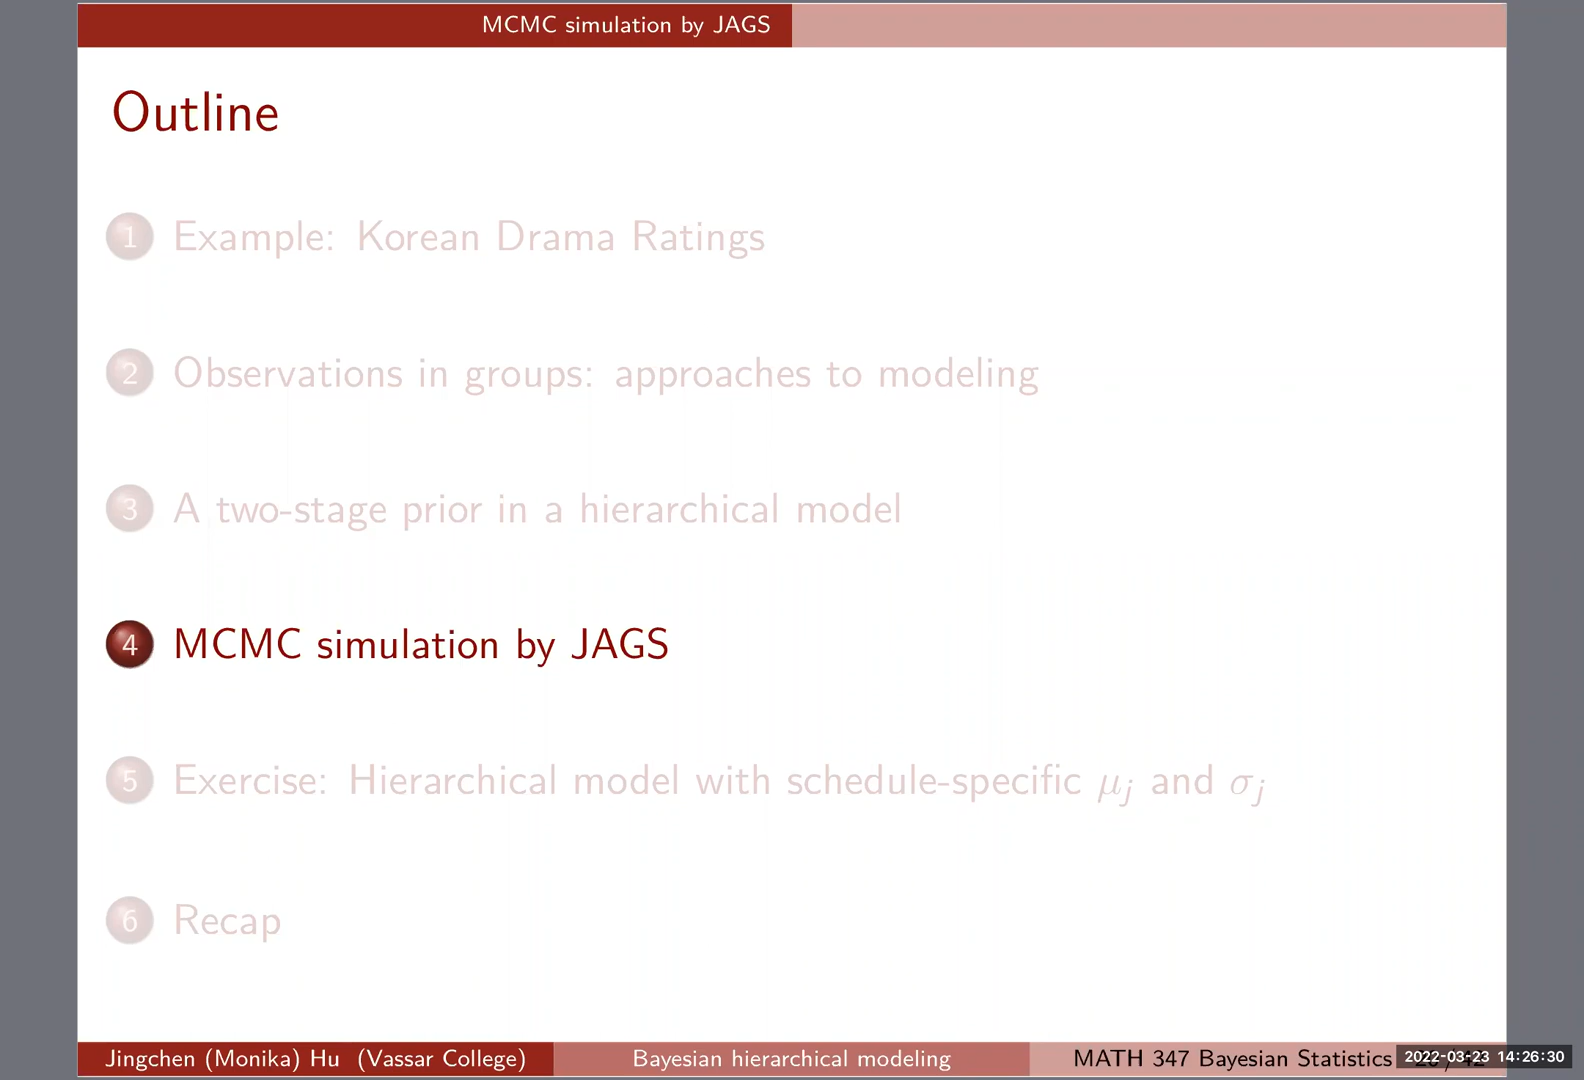 MCMC simulation by JAGS
Outline
1 Example: Korean Drama Ratings
2 Observations in groups: approaches to modeling
3 A two-stage prior in a hierarchical model
4 MCMC simulation by JAGS
5 Exercise: Hierarchical model with schedule-specific μj and σj
6 Recap
Jingchen (Monika) Hu (Vassar College) Bayesian hierarchical modeling MATH 347 Bayesian Statistics
2022-03-23 14:26:30